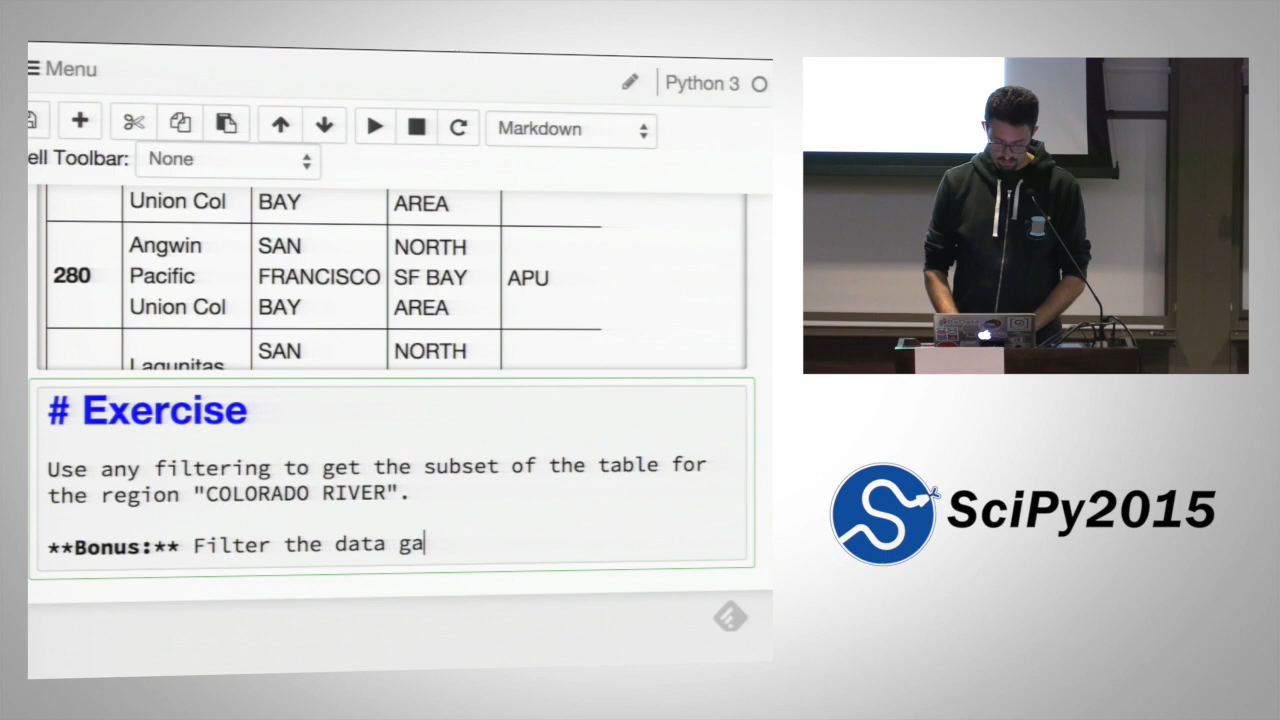 Menu
Python 3
Markdown
ell Toolbar: None
Union Col BAY AREA
Angwin SAN NORTH
280 Pacific FRANCISCO SF BAY APU
Union Col BAY AREA
SAN NORTH
Lagunitas
# Exercise
Use any filtering to get the subset of the table for
the region "COLORADO RIVER".
**Bonus:** Filter the data ga
SciPy2015